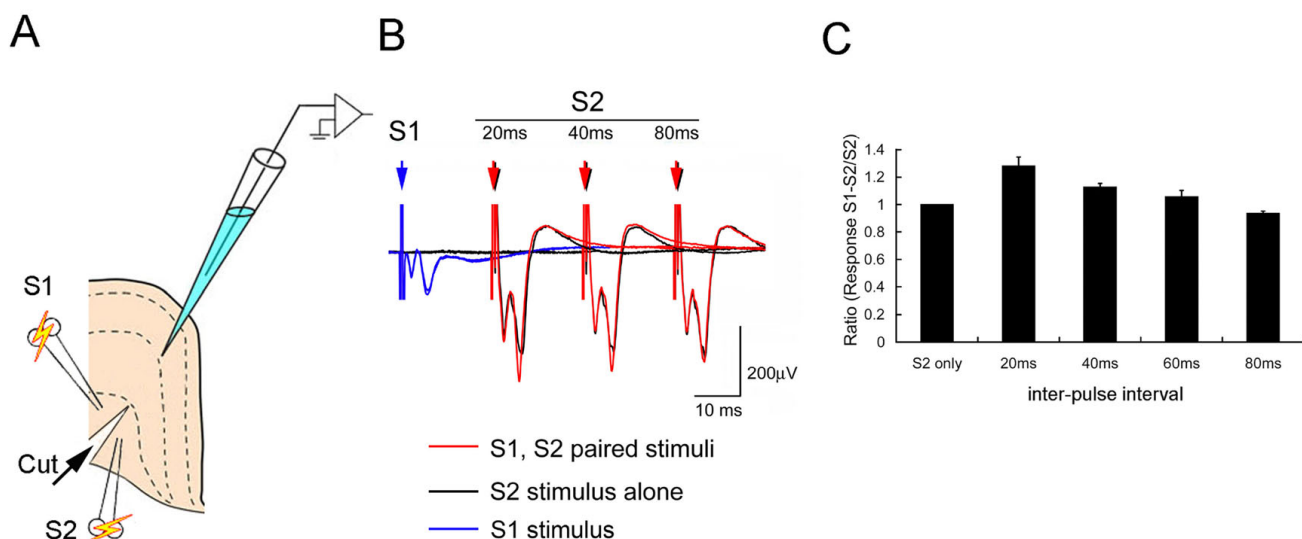 A
S1
Cut
S2
B
S2
S1
20ms
40ms
80ms
200μV
10 ms
S1, S2 paired stimuli
S2 stimulus alone
S1 stimulus
C
Ratio (Response S1-S2/S2)
1.4
1.2
1
0.8
0.6
0.4
0.2
0
S2 only
20ms
40ms
60ms
80ms
inter-pulse interval